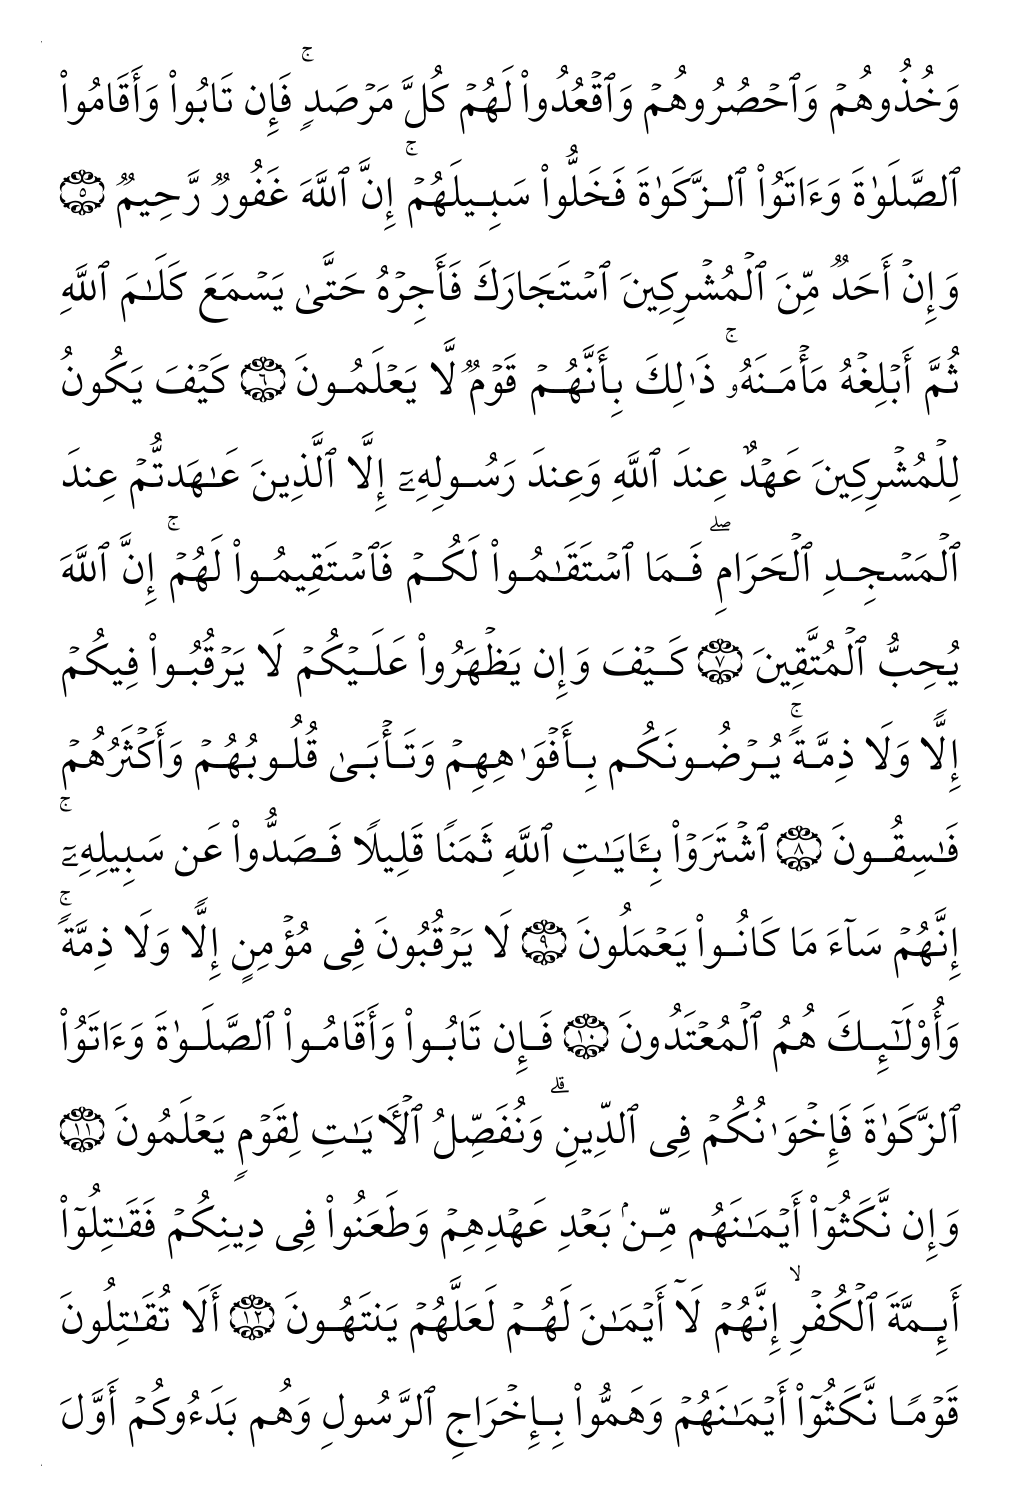 وَخُذُوهُمۡ وَٱحۡصُرُوهُمۡ وَٱقۡعُدُواْ لَهُمۡ كُلَّ مَرۡصَدٖۚ فَإِن تَابُواْ وَأَقَامُواْ
ٱلصَّلَوٰةَ وَءَاتَوُاْ ٱلزَّكَوٰةَ فَخَلُّواْ سَبِيلَهُمۡۚ إِنَّ ٱللَّهَ غَفُورٞ رَّحِيمٞ ٥
وَإِنۡ أَحَدٞ مِّنَ ٱلۡمُشۡرِكِينَ ٱسۡتَجَارَكَ فَأَجِرۡهُ حَتَّىٰ يَسۡمَعَ كَلَٰمَ ٱللَّهِ
ثُمَّ أَبۡلِغۡهُ مَأۡمَنَهُۥۚ ذَٰلِكَ بِأَنَّهُمۡ قَوۡمٞ لَّا يَعۡلَمُونَ ٦ كَيۡفَ يَكُونُ
لِلۡمُشۡرِكِينَ عَهۡدٌ عِندَ ٱللَّهِ وَعِندَ رَسُولِهِۦٓ إِلَّا ٱلَّذِينَ عَٰهَدتُّمۡ عِندَ
ٱلۡمَسۡجِدِ ٱلۡحَرَامِۖ فَمَا ٱسۡتَقَٰمُواْ لَكُمۡ فَٱسۡتَقِيمُواْ لَهُمۡۚ إِنَّ ٱللَّهَ
يُحِبُّ ٱلۡمُتَّقِينَ ٧ كَيۡفَ وَإِن يَظۡهَرُواْ عَلَيۡكُمۡ لَا يَرۡقُبُواْ فِيكُمۡ
إِلّٗا وَلَا ذِمَّةٗۚ يُرۡضُونَكُم بِأَفۡوَٰهِهِمۡ وَتَأۡبَىٰ قُلُوبُهُمۡ وَأَكۡثَرُهُمۡ
فَٰسِقُونَ ٨ ٱشۡتَرَوۡاْ بِـَٔايَٰتِ ٱللَّهِ ثَمَنٗا قَلِيلٗا فَصَدُّواْ عَن سَبِيلِهِۦٓۚ
إِنَّهُمۡ سَآءَ مَا كَانُواْ يَعۡمَلُونَ ٩ لَا يَرۡقُبُونَ فِي مُؤۡمِنٍ إِلّٗا وَلَا ذِمَّةٗۚ
وَأُوْلَٰٓئِكَ هُمُ ٱلۡمُعۡتَدُونَ ١٠ فَإِن تَابُواْ وَأَقَامُواْ ٱلصَّلَوٰةَ وَءَاتَوُاْ
ٱلزَّكَوٰةَ فَإِخۡوَٰنُكُمۡ فِي ٱلدِّينِۗ وَنُفَصِّلُ ٱلۡأٓيَٰتِ لِقَوۡمٖ يَعۡلَمُونَ ١١
وَإِن نَّكَثُوٓاْ أَيۡمَٰنَهُم مِّنۢ بَعۡدِ عَهۡدِهِمۡ وَطَعَنُواْ فِي دِينِكُمۡ فَقَٰتِلُوٓاْ
أَئِمَّةَ ٱلۡكُفۡرِۙ إِنَّهُمۡ لَآ أَيۡمَٰنَ لَهُمۡ لَعَلَّهُمۡ يَنتَهُونَ ١٢ أَلَا تُقَٰتِلُونَ
قَوۡمٗا نَّكَثُوٓاْ أَيۡمَٰنَهُمۡ وَهَمُّواْ بِإِخۡرَاجِ ٱلرَّسُولِ وَهُم بَدَءُوكُمۡ أَوَّلَ